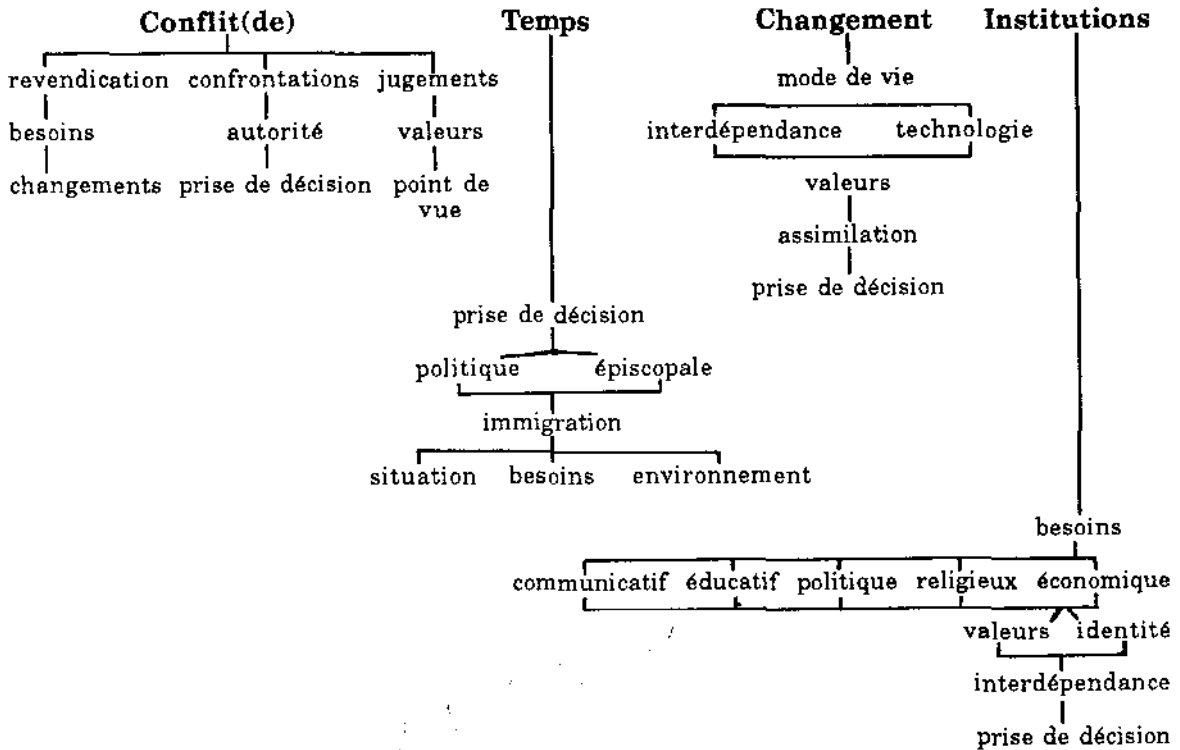 Conflit(de) Temps Changement Institutions
revendication confrontations jugements mode de vie
besoins autorité valeurs interdépendance technologie
changements prise de décision point de valeurs
vue
assimilation
prise de décision
prise de décision
politique épiscopale
immigration
situation besoins environnement
besoins
communicatif éducatif politique religieux économique
valeurs identité
interdépendance
prise de décision